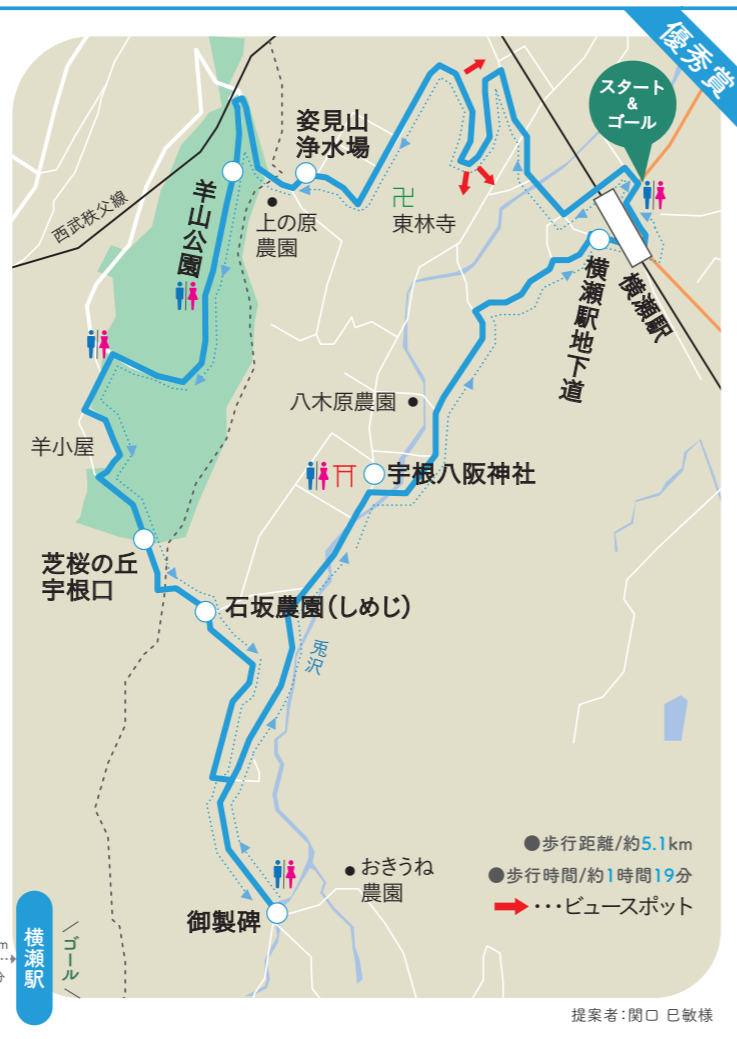 優秀賞
スタート
&
ゴール
姿見山
浄水場
西武秩父線
羊山公園
上の原
農園
東林寺
横瀬駅
横瀬駅地下道
八木原農園
羊小屋
宇根八阪神社
芝桜の丘
宇根口
石坂農園(しめじ)
兎沢
●歩行距離/約5.1km
●歩行時間/約1時間19分
・・・ビュースポット
おきうね
農園
御製碑
横瀬駅
ゴール
m
分
提案者:関口 巳敏様